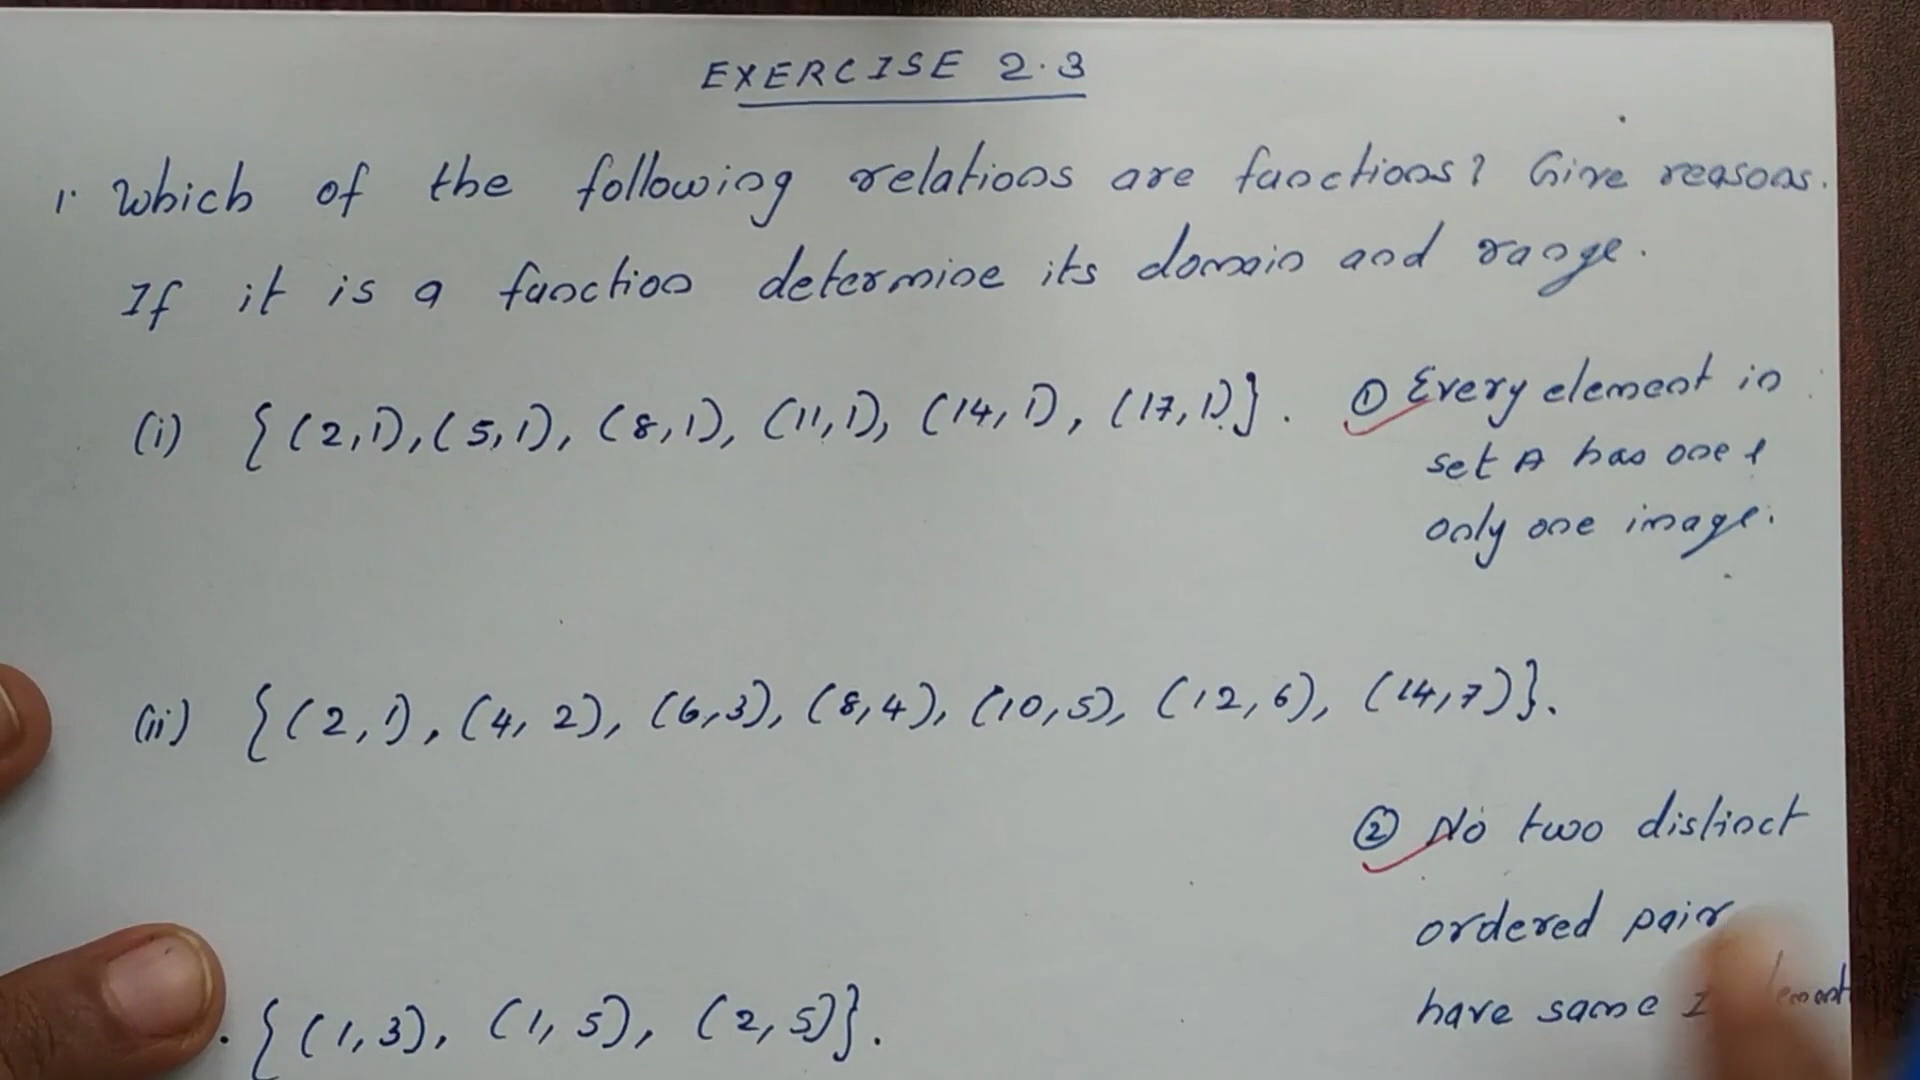 EXERCISE 2.3
1. Which of the following relations are functions? Give reasons.
If it is a function determine its domain and range.
(i) {(2,1),(5,1), (8,1), (11,1), (14,1), (17,1)}.
① Every element in
set A has one &
only one image.
(ii) {(2,1), (4,2), (6,3), (8,4), (10,5), (12,6), (14,7)}.
② No two distinct
ordered pair
have same
. {(1,3), (1,5), (2,5)}.